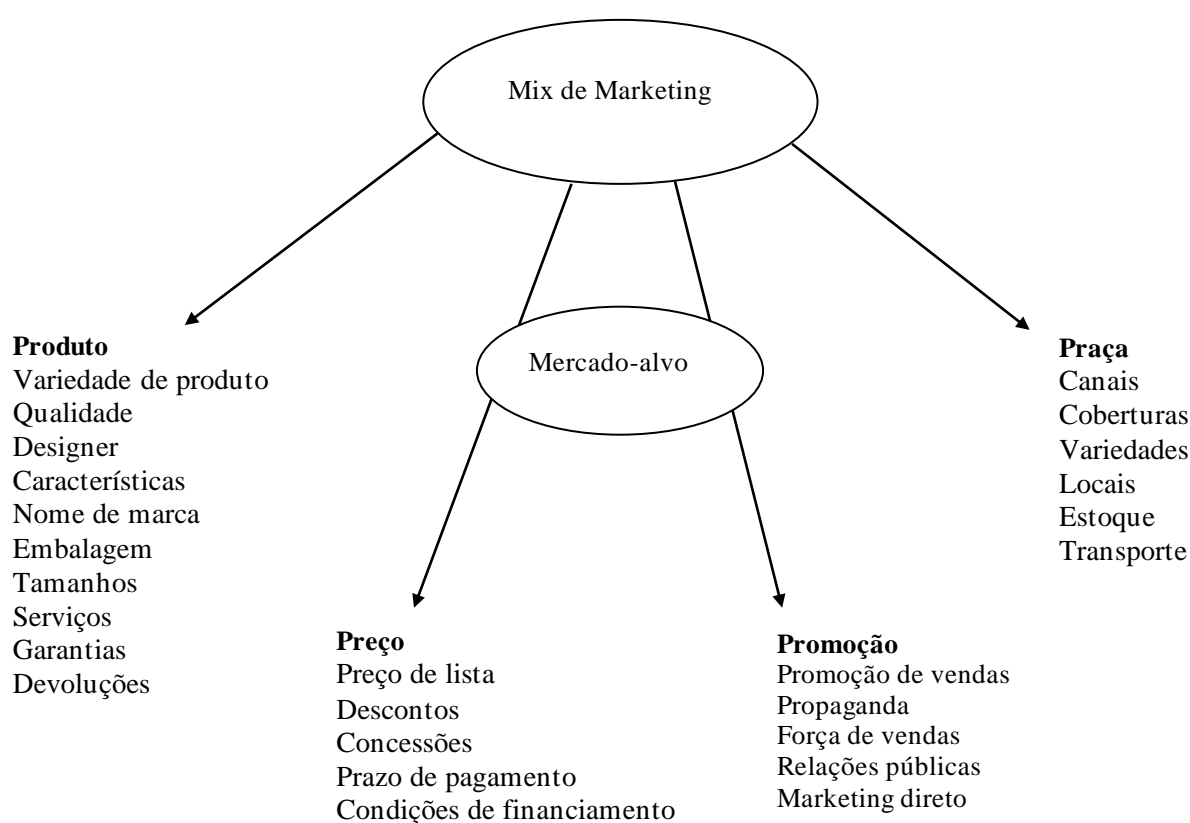 Mix de Marketing
Mercado-alvo
Produto
Variedade de produto
Qualidade
Designer
Características
Nome de marca
Embalagem
Tamanhos
Serviços
Garantias
Devoluções
Preço
Preço de lista
Descontos
Concessões
Prazo de pagamento
Condições de financiamento
Promoção
Promoção de vendas
Propaganda
Força de vendas
Relações públicas
Marketing direto
Praça
Canais
Coberturas
Variedades
Locais
Estoque
Transporte